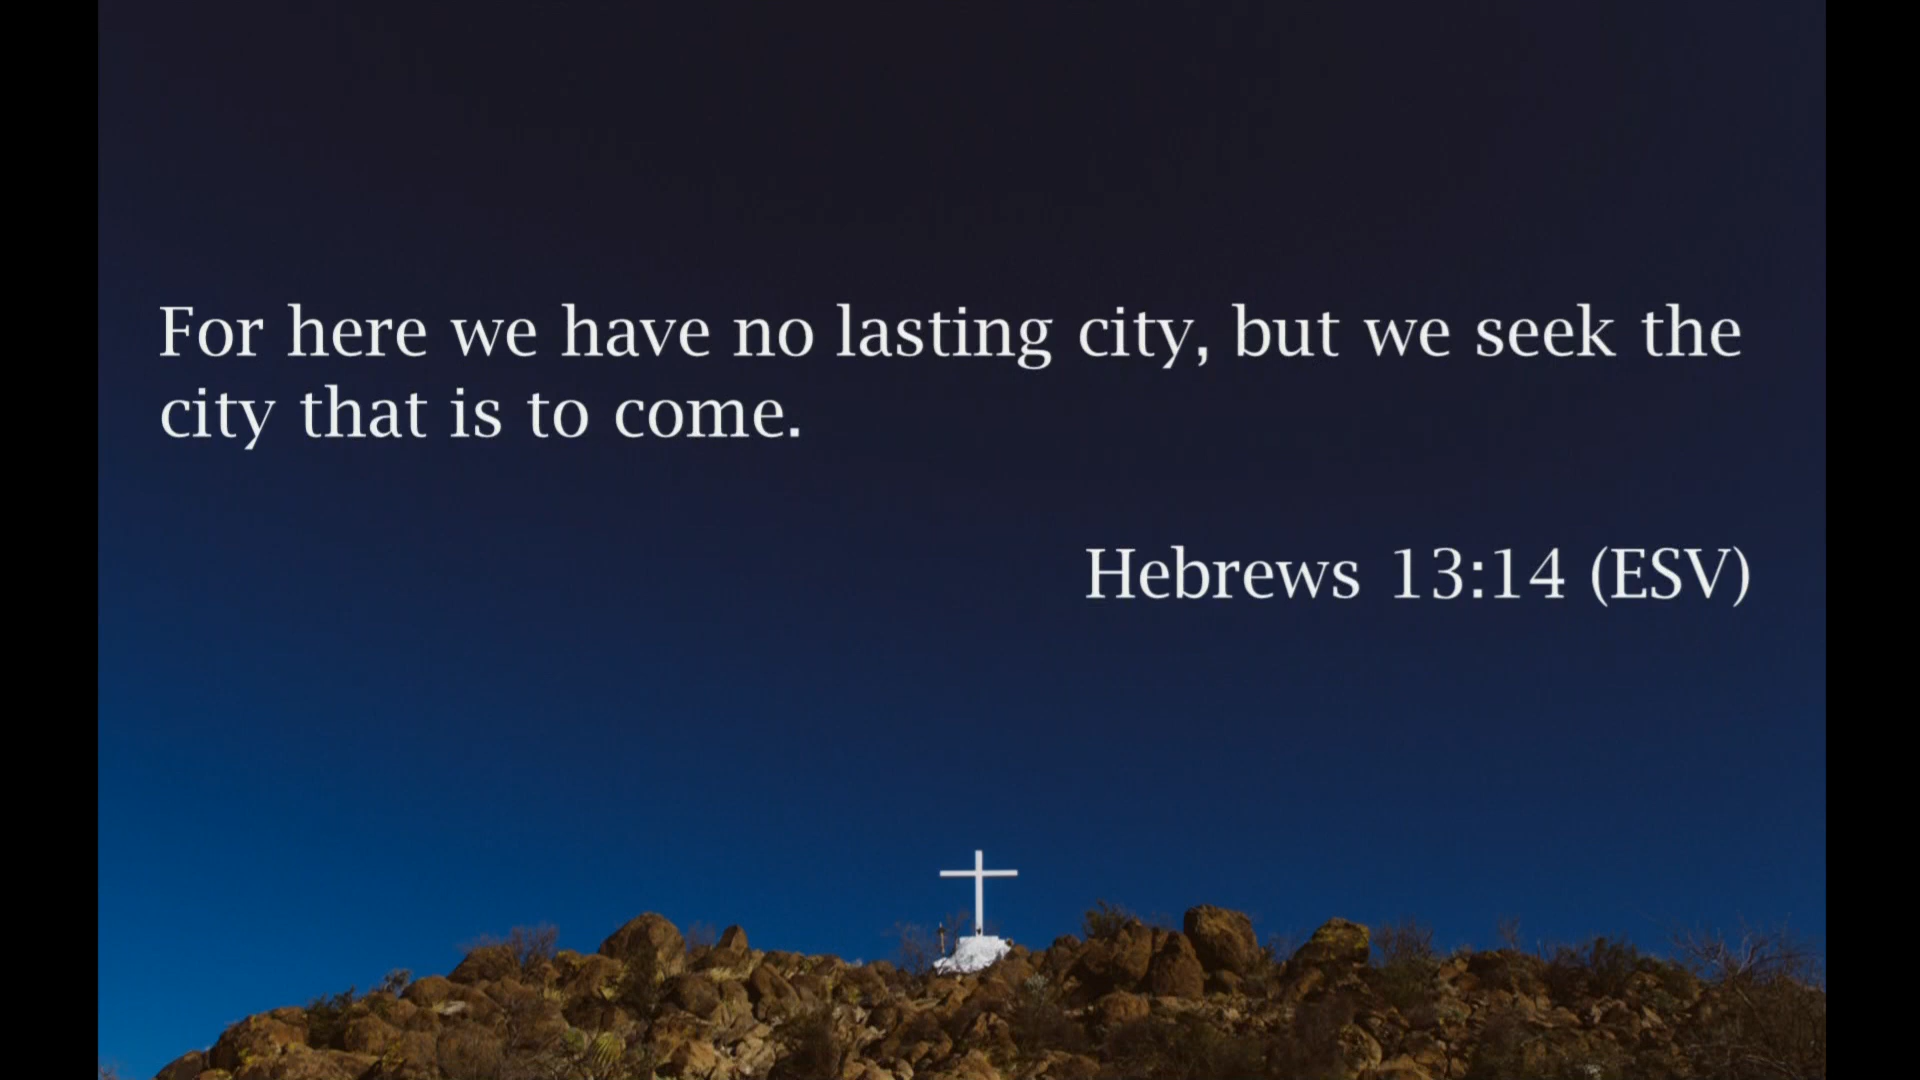 For here we have no lasting city, but we seek the
city that is to come.
Hebrews 13:14 (ESV)